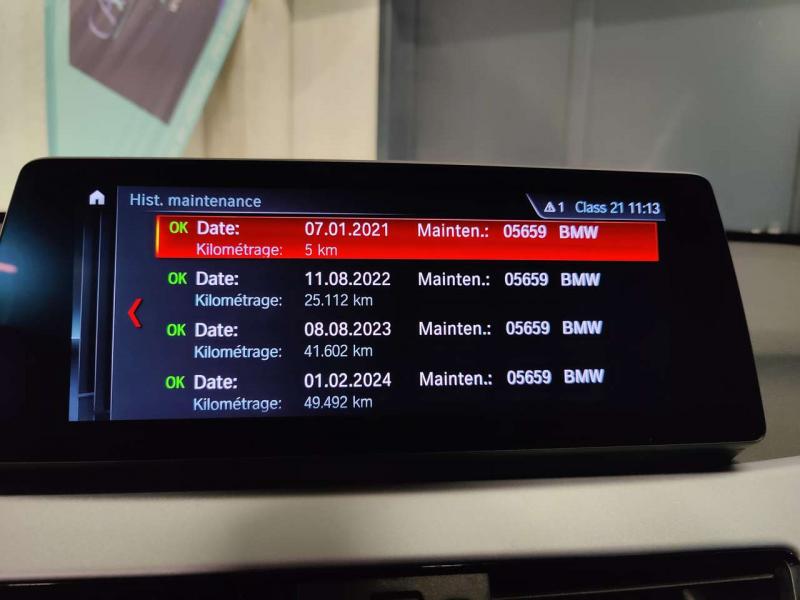 Hist. maintenance
1 Class 21 11:13
OK Date: 07.01.2021 Mainten.: 05659 BMW
Kilométrage: 5 km
OK Date: 11.08.2022 Mainten.: 05659 BMW
Kilométrage: 25.112 km
OK Date: 08.08.2023 Mainten.: 05659 BMW
Kilométrage: 41.602 km
OK Date: 01.02.2024 Mainten.: 05659 BMW
Kilométrage: 49.492 km